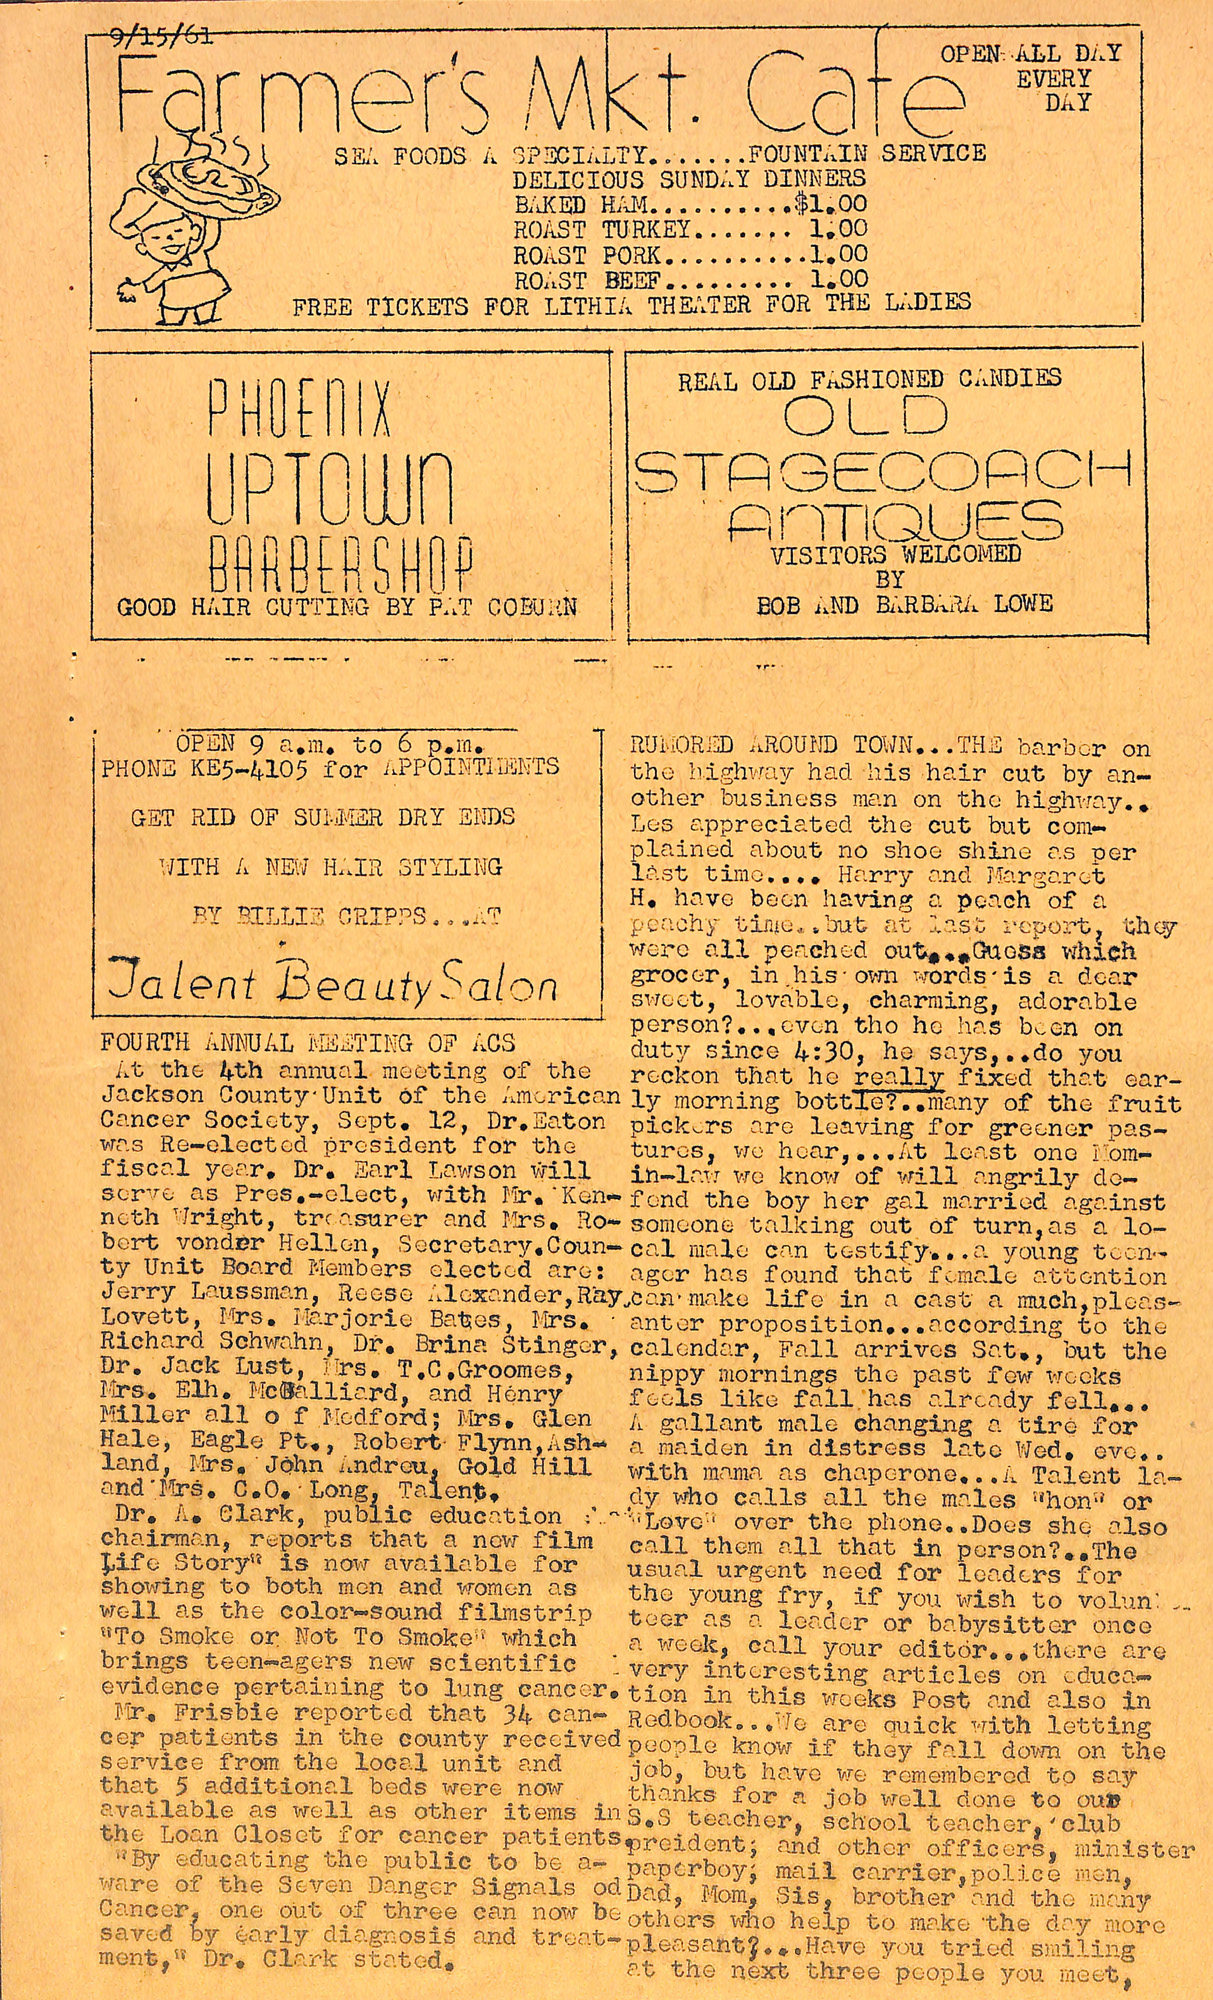 9/15/61
Farmer's Mkt. Cafe
OPEN ALL DAY
EVERY
DAY
SEA FOODS A SPECIALTY.......FOUNTAIN SERVICE
DELICIOUS SUNDAY DINNERS
BAKED HAM..........$1.00
ROAST TURKEY....... 1.00
ROAST PORK..........1.00
ROAST BEEF......... 1.00
FREE TICKETS FOR LITHIA THEATER FOR THE LADIES
PHOENIX
UPTOWN
BARBERSHOP
GOOD HAIR CUTTING BY PAT COBURN
REAL OLD FASHIONED CANDIES
OLD
STAGECOACH
ANTIQUES
VISITORS WELCOMED
BY
BOB AND BARBARA LOWE
OPEN 9 a.m. to 6 p.m.
PHONE KE5-4105 for APPOINTMENTS
GET RID OF SUMMER DRY ENDS
WITH A NEW HAIR STYLING
BY BILLIE CRIPPS...AT
Talent Beauty Salon
FOURTH ANNUAL MEETING OF ACS
At the 4th annual meeting of the
Jackson County Unit of the American
Cancer Society, Sept. 12, Dr.Eaton
was Re-elected president for the
fiscal year. Dr. Earl Lawson will
serve as Pres.-elect, with Mr. Ken-
neth Wright, treasurer and Mrs. Ro-
bert vonder Hellen, Secretary.Coun-
ty Unit Board Members elected are:
Jerry Laussman, Reese Alexander,Ray
Lovett, Mrs. Marjorie Bates, Mrs.
Richard Schwahn, Dr. Brina Stinger,
Dr. Jack Lust, Mrs. T.C.Groomes,
Mrs. Elh. McGalliard, and Henry
Miller all o f Medford; Mrs. Glen
Hale, Eagle Pt., Robert Flynn,Ash-
land, Mrs. John Andreu, Gold Hill
and Mrs. C.O. Long, Talent.
Dr. A. Clark, public education
chairman, reports that a new film
Life Story" is now available for
showing to both men and women as
well as the color-sound filmstrip
"To Smoke or Not To Smoke" which
brings teen-agers new scientific
evidence pertaining to lung cancer.
Mr. Frisbie reported that 34 can-
cer patients in the county received
service from the local unit and
that 5 additional beds were now
available as well as other items in
the Loan Closet for cancer patients.
"By educating the public to be a-
ware of the Seven Danger Signals od
Cancer, one out of three can now be
saved by early diagnosis and treat-
ment," Dr. Clark stated.
RUMORED AROUND TOWN...THE barber on
the highway had his hair cut by an-
other business man on the highway..
Les appreciated the cut but com-
plained about no shoe shine as per
last time.... Harry and Margaret
H. have been having a peach of a
peachy time..but at last report, they
were all peached out...Guess which
grocer, in his own words is a dear
sweet, lovable, charming, adorable
person?...even tho he has been on
duty since 4:30, he says,..do you
reckon that he really fixed that ear-
ly morning bottle?..many of the fruit
pickers are leaving for greener pas-
tures, we hear,...At least one Mom-
in-law we know of will angrily de-
fend the boy her gal married against
someone talking out of turn,as a lo-
cal male can testify...a young teen-
ager has found that female attention
can make life in a cast a much,pleas-
anter proposition...according to the
calendar, Fall arrives Sat., but the
nippy mornings the past few weeks
feels like fall has already fell...
A gallant male changing a tire for
a maiden in distress late Wed. eve..
with mama as chaperone...A Talent la-
dy who calls all the males "hon" or
"Love" over the phone..Does she also
call them all that in person?..The
usual urgent need for leaders for
the young fry, if you wish to volun
teer as a leader or babysitter once
a week, call your editor...there are
very interesting articles on educa-
tion in this weeks Post and also in
Redbook...We are quick with letting
people know if they fall down on the
job, but have we remembered to say
thanks for a job well done to our
S.S teacher, school teacher, club
preident; and other officers, minister
paperboy; mail carrier,police men,
Dad, Mom, Sis, brother and the many
others who help to make the day more
pleasant?...Have you tried smiling
at the next three people you meet,